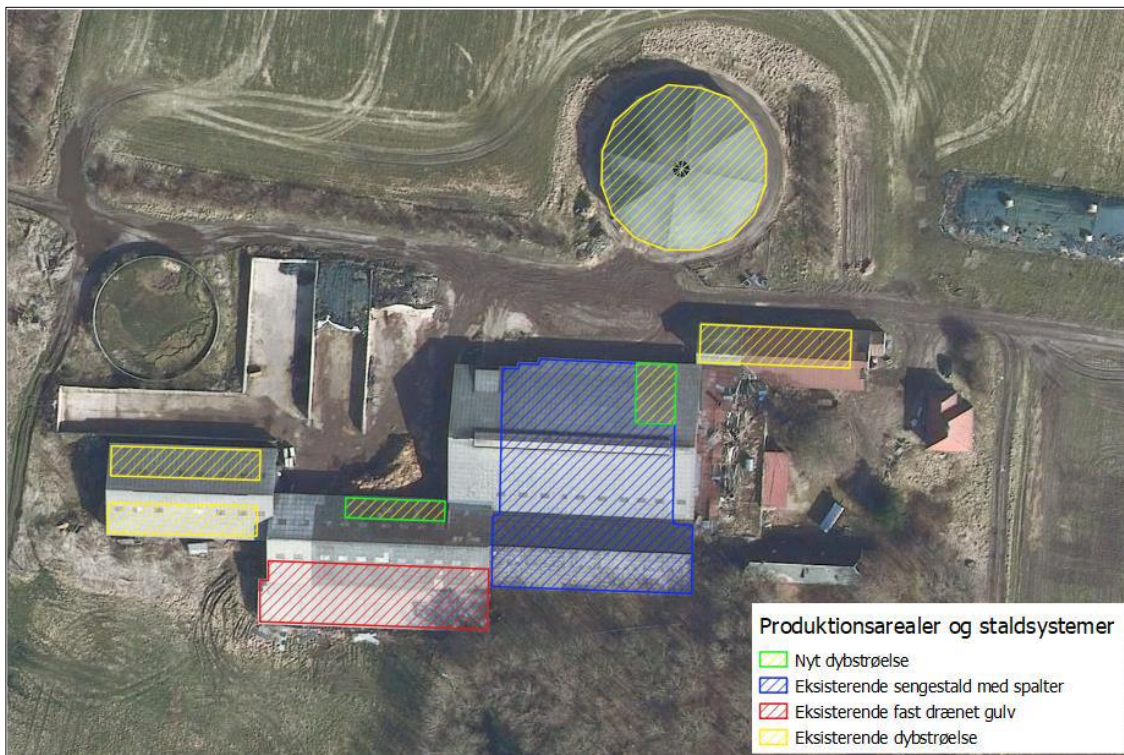 Produktionsarealer og staldsystemer
Nyt dybstrøelse
Eksisterende sengestald med spalter
Eksisterende fast drænet gulv
Eksisterende dybstrøelse